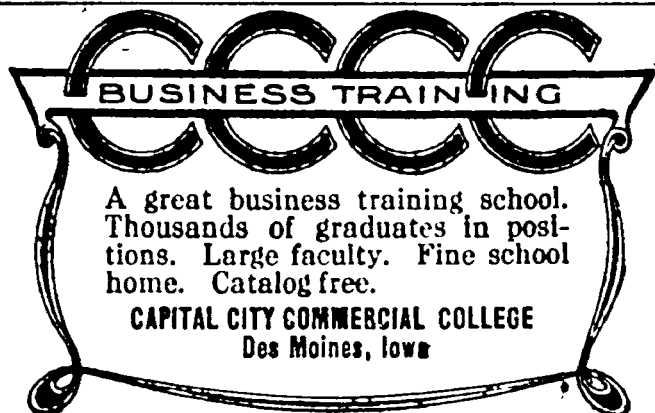 CCCC
BUSINESS TRAINING
A great business training school.
Thousands of graduates in posi-
tions. Large faculty. Fine school
home. Catalog free.
CAPITAL CITY COMMERCIAL COLLEGE
Des Moines, Iowa